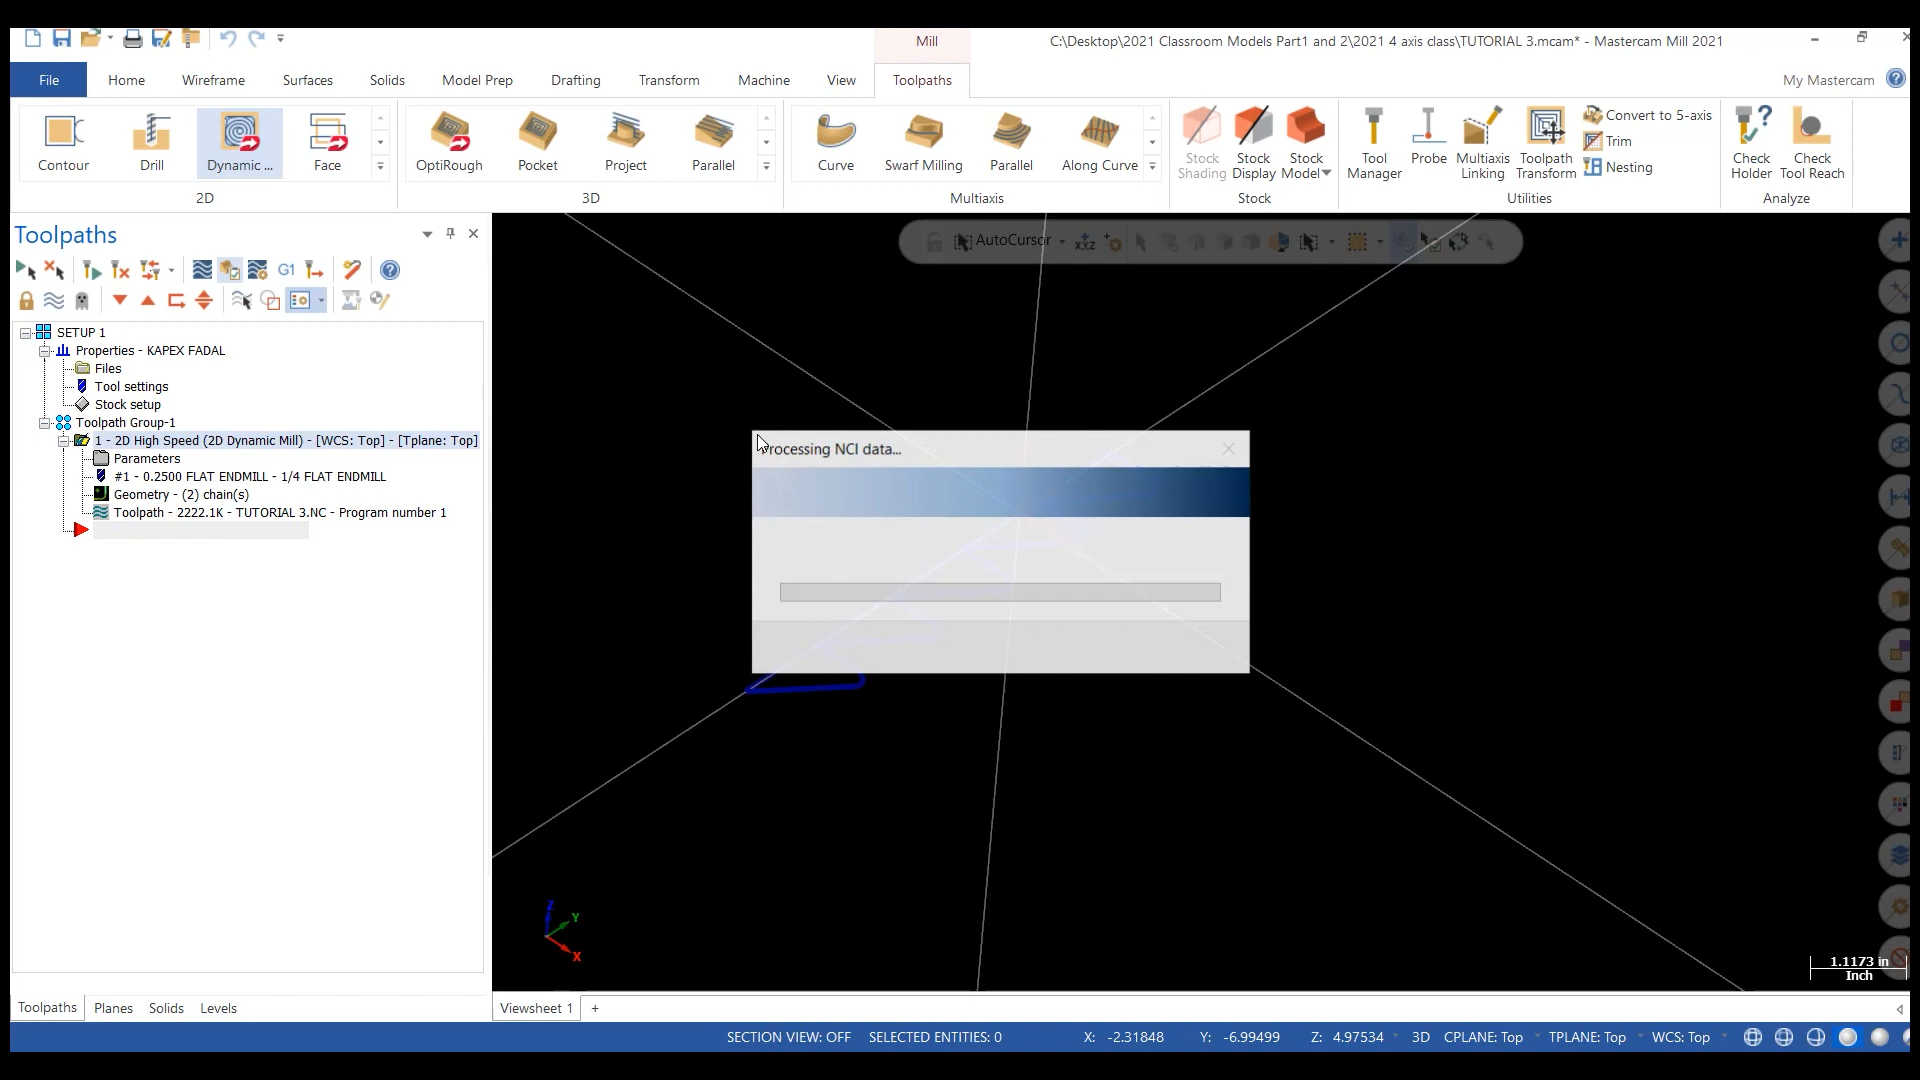 Mill
C:\Desktop\2021 Classroom Models Part1 and 2\2021 4 axis class\TUTORIAL 3.mcam* - Mastercam Mill 2021
File
Home
Wireframe
Surfaces
Solids
Model Prep
Drafting
Transform
Machine
View
Toolpaths
My Mastercam
Contour
Drill
Dynamic ...
Face
OptiRough
Pocket
Project
Parallel
Curve
Swarf Milling
Parallel
Along Curve
Stock Shading
Stock Display
Stock Model
Tool Manager
Probe
Multiaxis Linking
Toolpath Transform
Convert to 5-axis
Trim
Nesting
Check Holder
Check Tool Reach
2D
3D
Multiaxis
Stock
Utilities
Analyze
Toolpaths
AutoCursor
XYZ
G1
SETUP 1
Properties - KAPEX FADAL
Files
Tool settings
Stock setup
Toolpath Group-1
1 - 2D High Speed (2D Dynamic Mill) - [WCS: Top] - [Tplane: Top]
Parameters
#1 - 0.2500 FLAT ENDMILL - 1/4 FLAT ENDMILL
Geometry - (2) chain(s)
Toolpath - 2222.1K - TUTORIAL 3.NC - Program number 1
rocessing NCI data...
Z
Y
X
1.1173 in
Inch
Toolpaths
Planes
Solids
Levels
Viewsheet 1
+
SECTION VIEW: OFF
SELECTED ENTITIES: 0
X: -2.31848
Y: -6.99499
Z: 4.97534
3D
CPLANE: Top
TPLANE: Top
WCS: Top